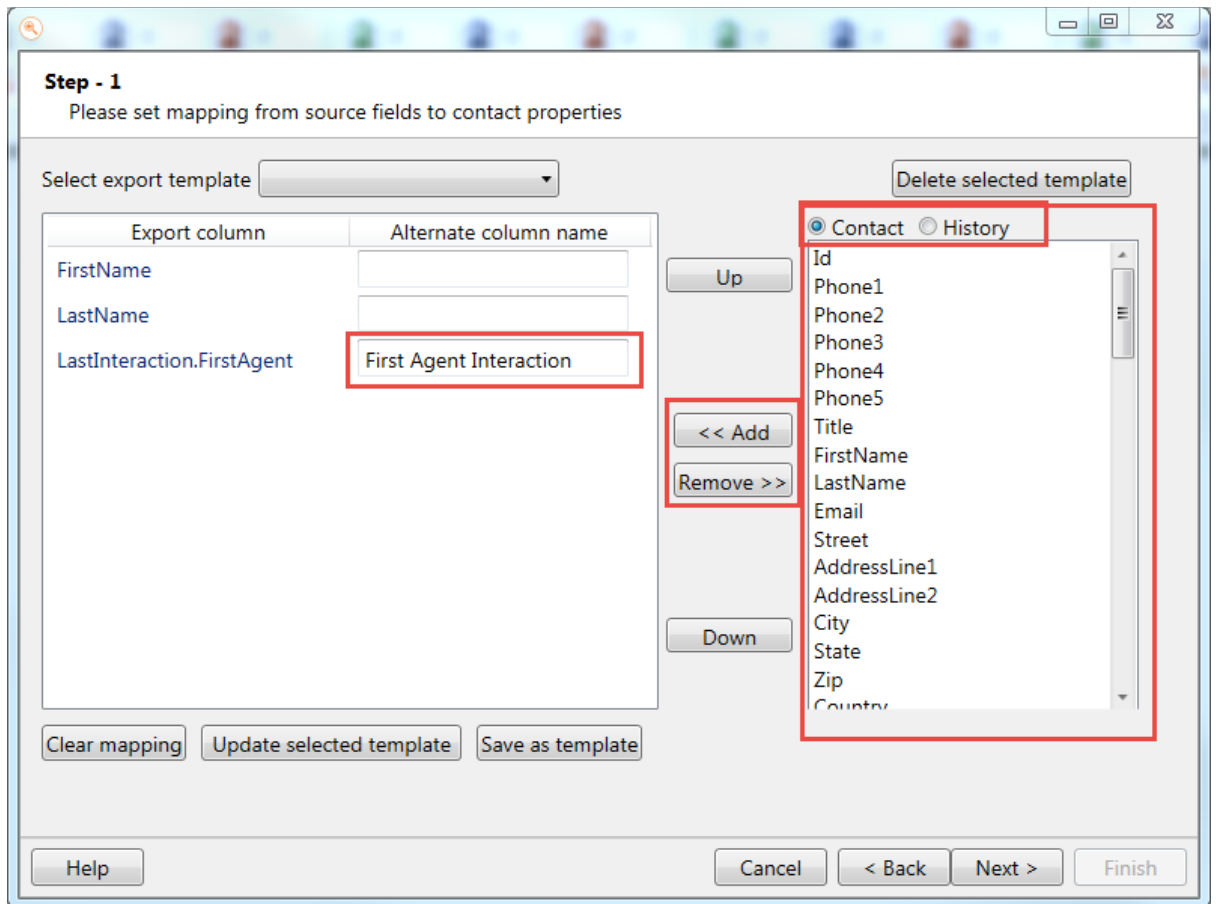 Step - 1
Please set mapping from source fields to contact properties
Select export template
Delete selected template
Export column Alternate column name
FirstName
LastName
LastInteraction.FirstAgent First Agent Interaction
Up
<< Add
Remove >>
Down
Contact History
Id
Phone1
Phone2
Phone3
Phone4
Phone5
Title
FirstName
LastName
Email
Street
AddressLine1
AddressLine2
City
State
Zip
Country
Clear mapping Update selected template Save as template
Help Cancel < Back Next > Finish